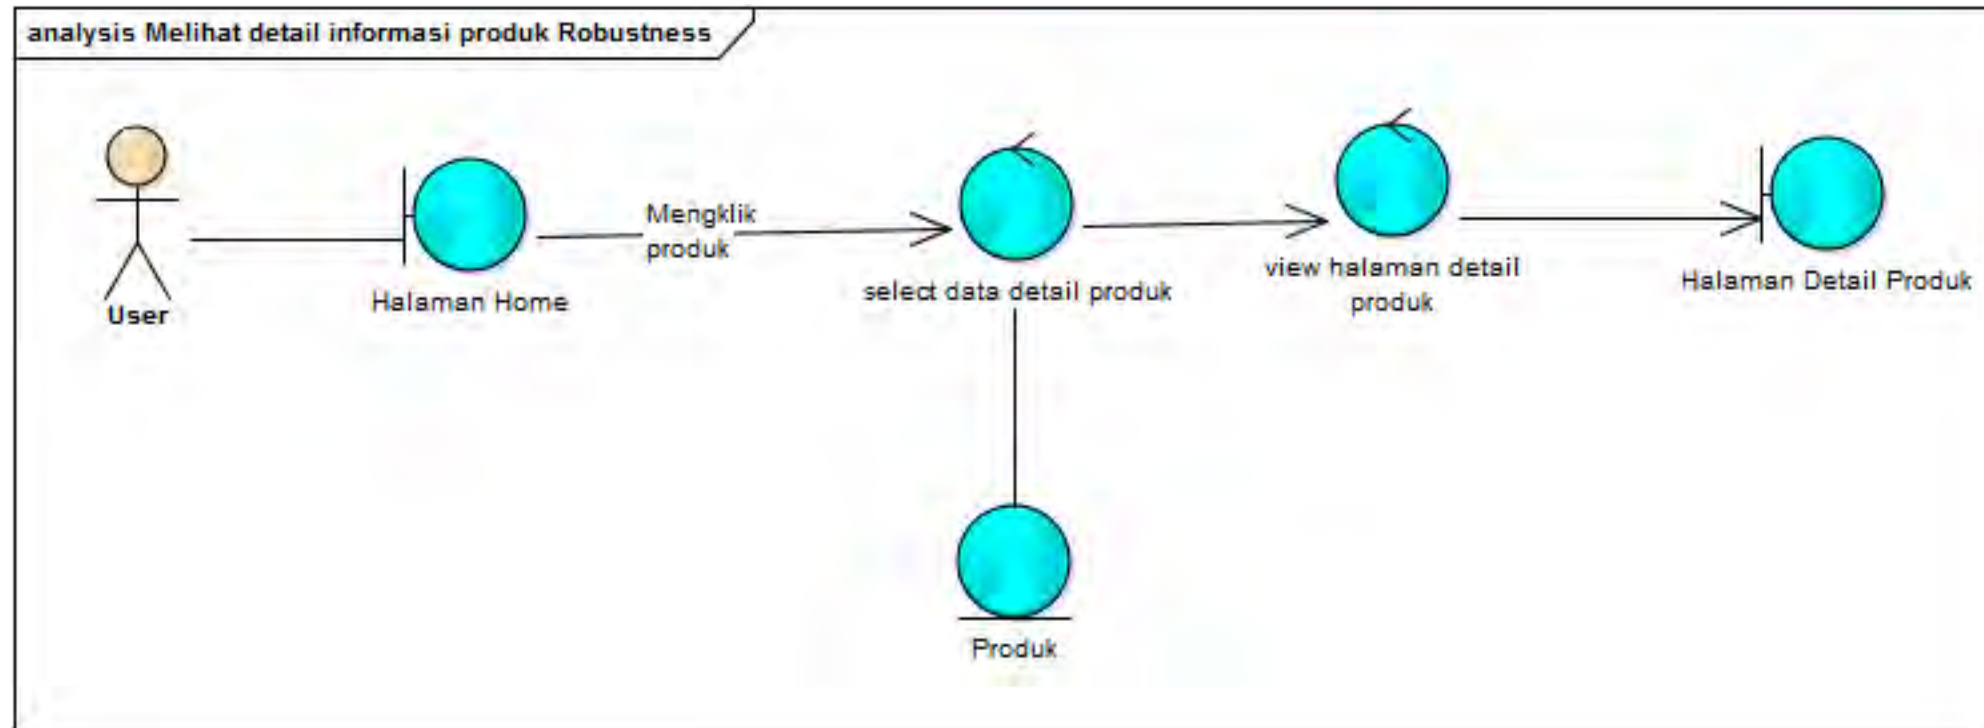 analysis Melihat detail informasi produk Robustness
Mengklik
produk
User
Halaman Home
select data detail produk
view halaman detail
produk
Halaman Detail Produk
Produk